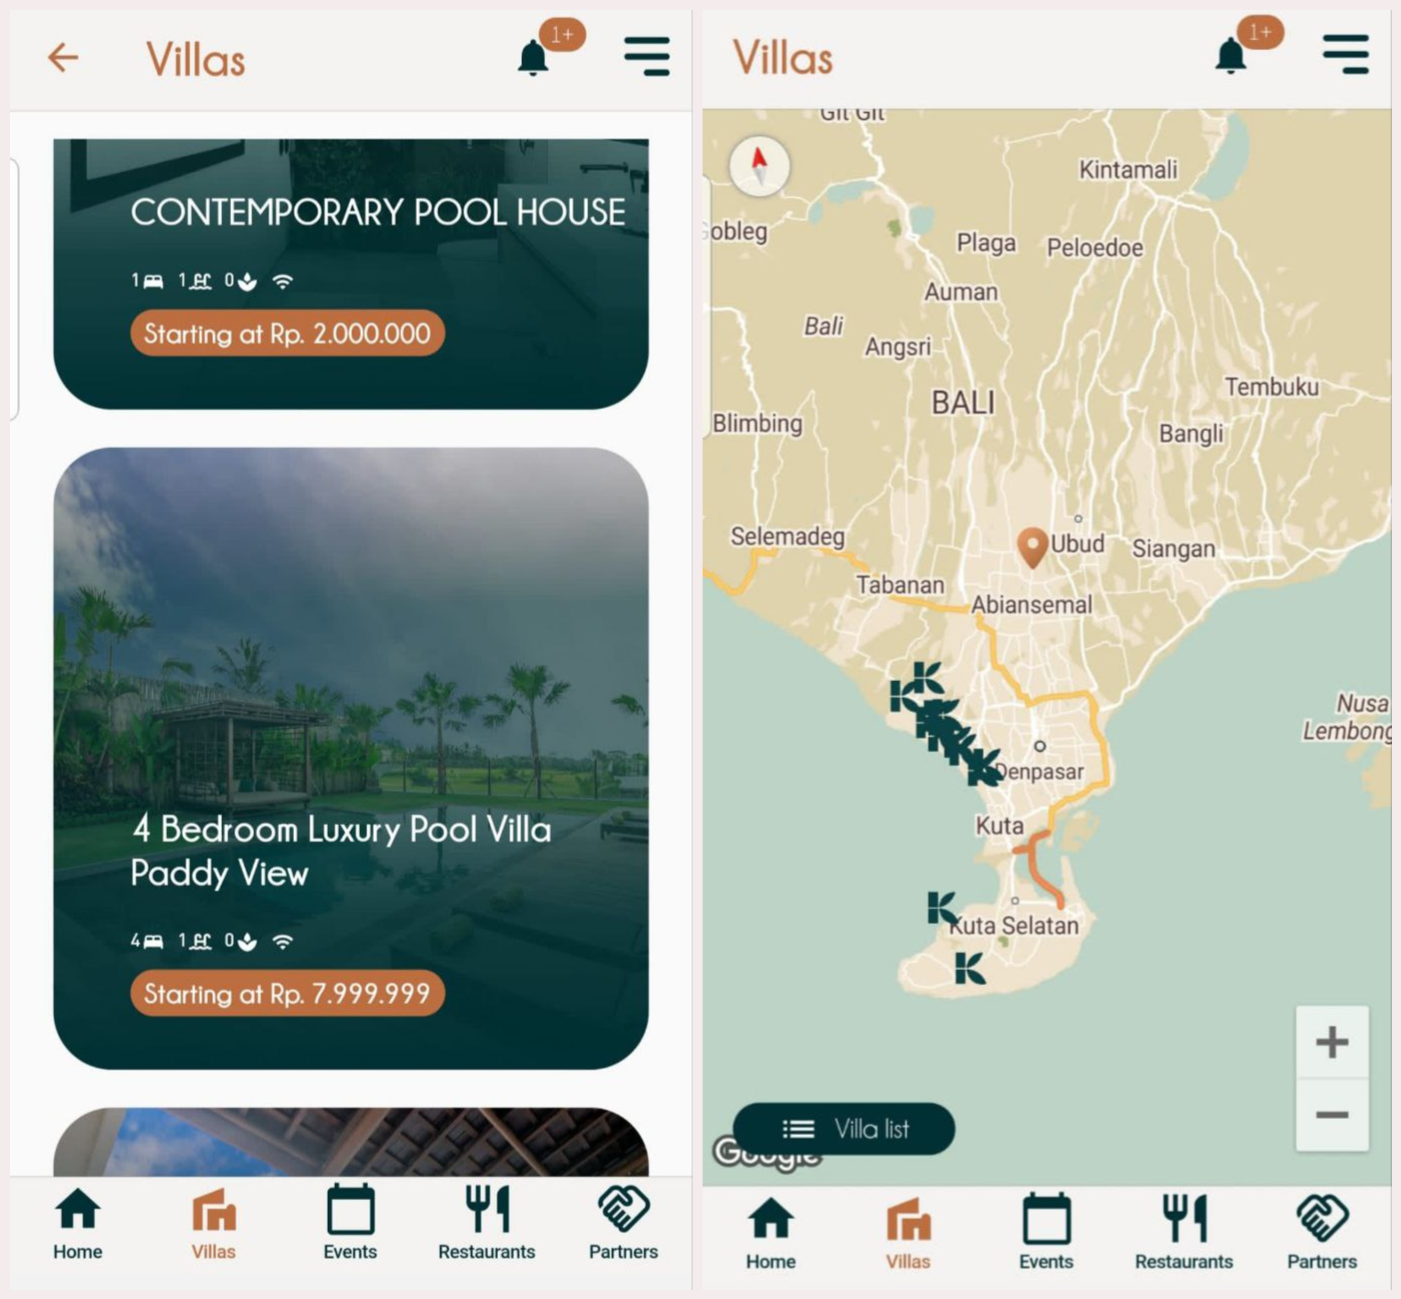 Villas
1+
CONTEMPORARY POOL HOUSE
1 1 0
Starting at Rp. 2.000.000
4 Bedroom Luxury Pool Villa
Paddy View
4 1 0
Starting at Rp. 7.999.999
Home
Villas
Events
Restaurants
Partners
Villas
1+
Git Git
Kintamali
obleg
Plaga
Peloedoe
Auman
Bali
Angsri
BALI
Tembuku
Blimbing
Bangli
Selemadeg
Ubud
Siangan
Tabanan
Abiansemal
Nusa
Lembong
Denpasar
Kuta
Kuta Selatan
Villa list
Google
Home
Villas
Events
Restaurants
Partners